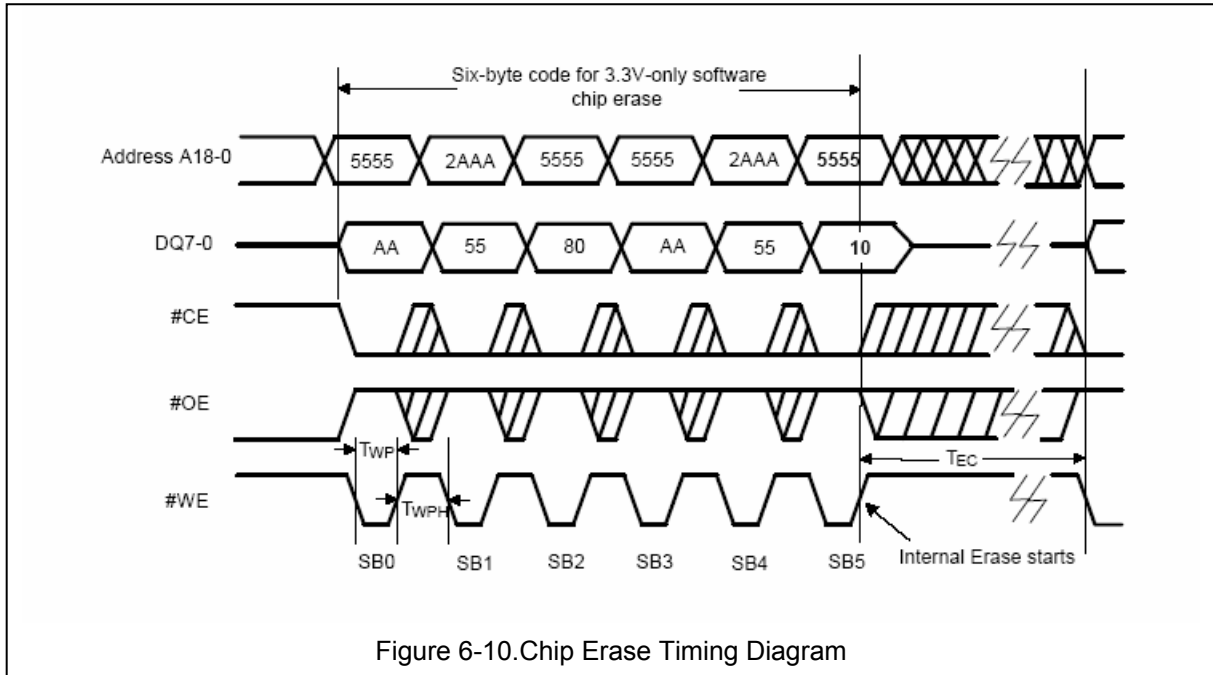 Six-byte code for 3.3V-only software
chip erase
Address A18-0
5555
2AAA
5555
5555
2AAA
5555
DQ7-0
AA
55
80
AA
55
10
#CE
#OE
TWP
TEC
#WE
TWPH
SB0
SB1
SB2
SB3
SB4
SB5
Internal Erase starts
Figure 6-10.Chip Erase Timing Diagram